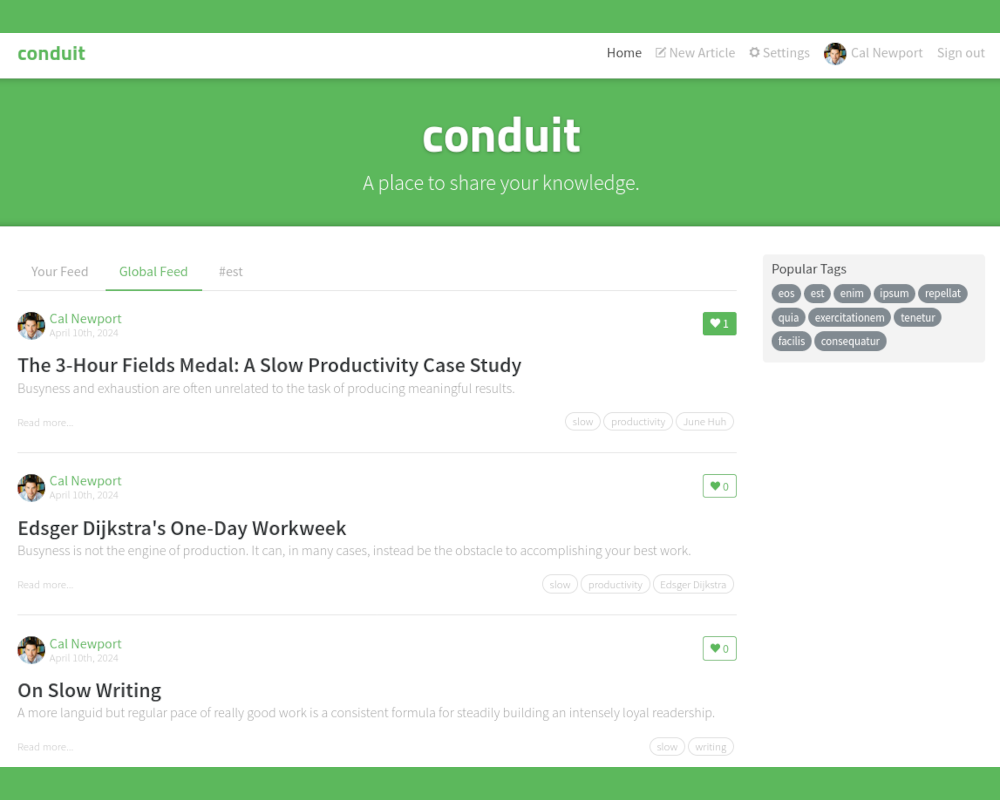 conduit
Home New Article Settings Cal Newport Sign out
conduit
A place to share your knowledge.
Your Feed Global Feed #est
Cal Newport
April 10th, 2024
1
The 3-Hour Fields Medal: A Slow Productivity Case Study
Busyness and exhaustion are often unrelated to the task of producing meaningful results.
Read more...
slow productivity June Huh
Cal Newport
April 10th, 2024
0
Edsger Dijkstra's One-Day Workweek
Busyness is not the engine of production. It can, in many cases, instead be the obstacle to accomplishing your best work.
Read more...
slow productivity Edsger Dijkstra
Cal Newport
April 10th, 2024
0
On Slow Writing
A more languid but regular pace of really good work is a consistent formula for steadily building an intensely loyal readership.
Read more...
slow writing
Popular Tags
eos est enim ipsum repellat
quia exercitationem tenetur
facilis consequatur